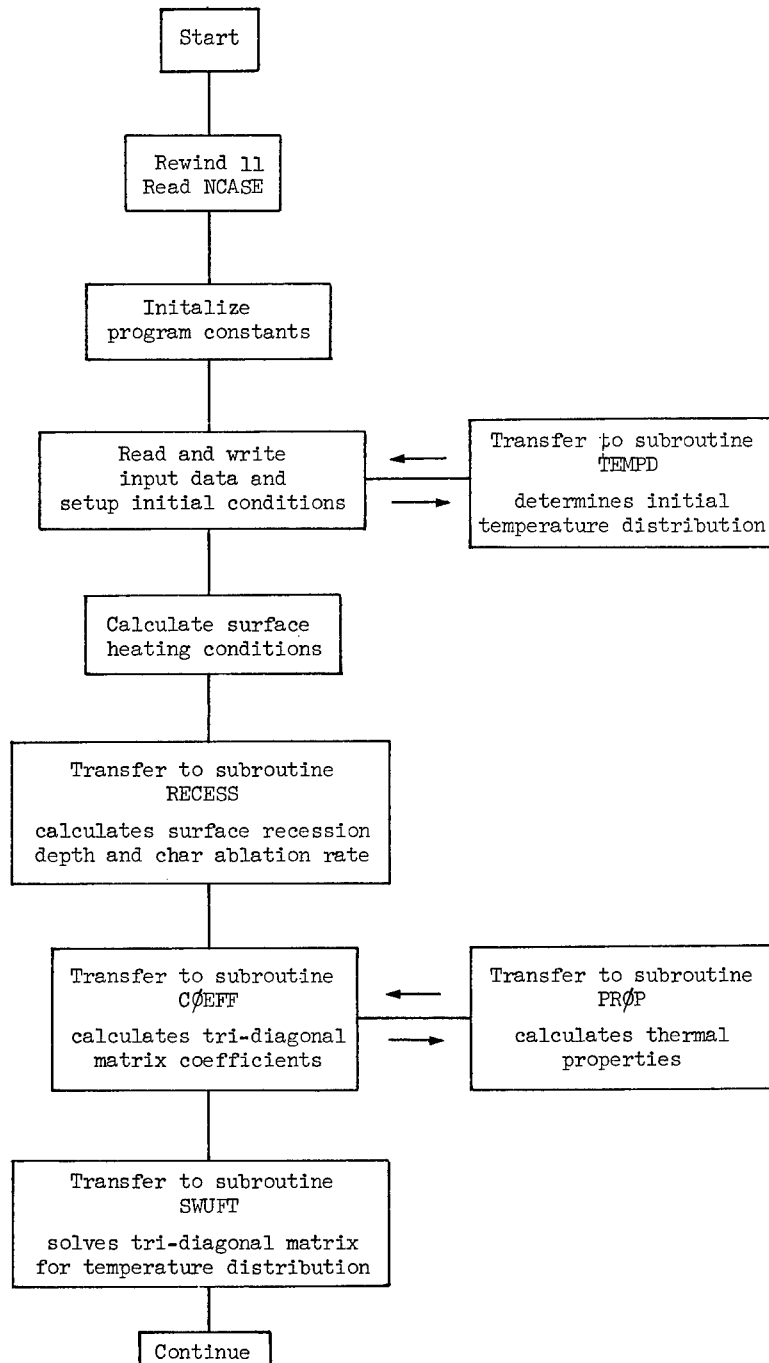 Start
Rewind 11
Read NCASE
Initalize
program constants
Read and write
input data and
setup initial conditions
Transfer to subroutine
TEMPD
determines initial
temperature distribution
Calculate surface
heating conditions
Transfer to subroutine
RECESS
calculates surface recession
depth and char ablation rate
Transfer to subroutine
CØEFF
calculates tri-diagonal
matrix coefficients
Transfer to subroutine
PRØP
calculates thermal
properties
Transfer to subroutine
SWUFT
solves tri-diagonal matrix
for temperature distribution
Continue